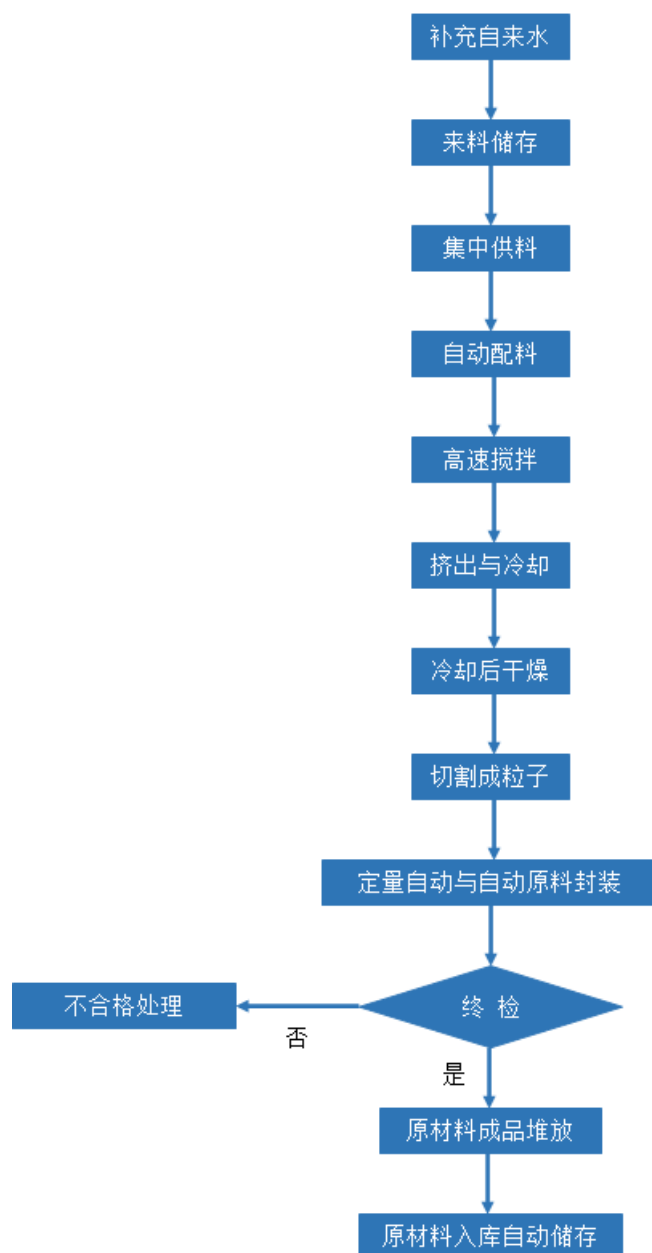 补充自来水
来料储存
集中供料
自动配料
高速搅拌
挤出与冷却
冷却后干燥
切割成粒子
定量自动与自动原料封装
终 检
不合格处理
否
是
原材料成品堆放
原材料入库自动储存